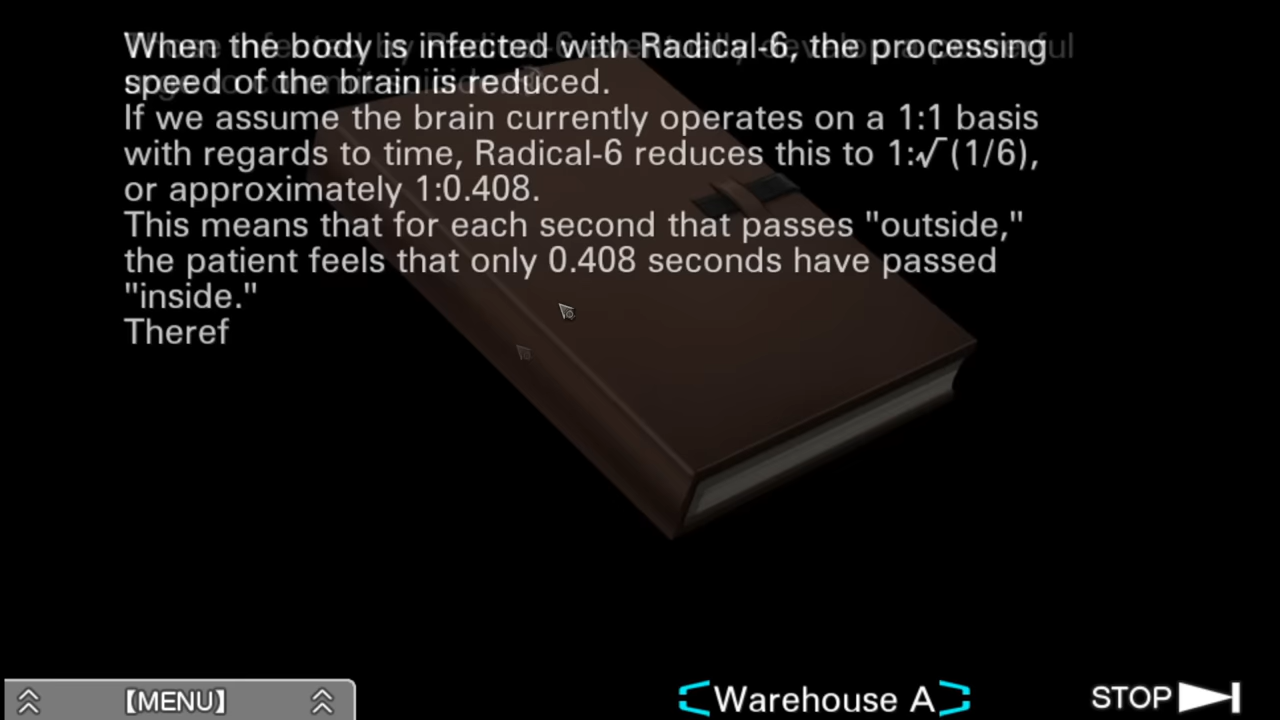 When the body is infected with Radical-6, the processing
speed of the brain is reduced.
If we assume the brain currently operates on a 1:1 basis
with regards to time, Radical-6 reduces this to 1:√(1/6),
or approximately 1:0.408.
This means that for each second that passes "outside,"
the patient feels that only 0.408 seconds have passed
"inside."
Theref
【MENU】
Warehouse A
STOP